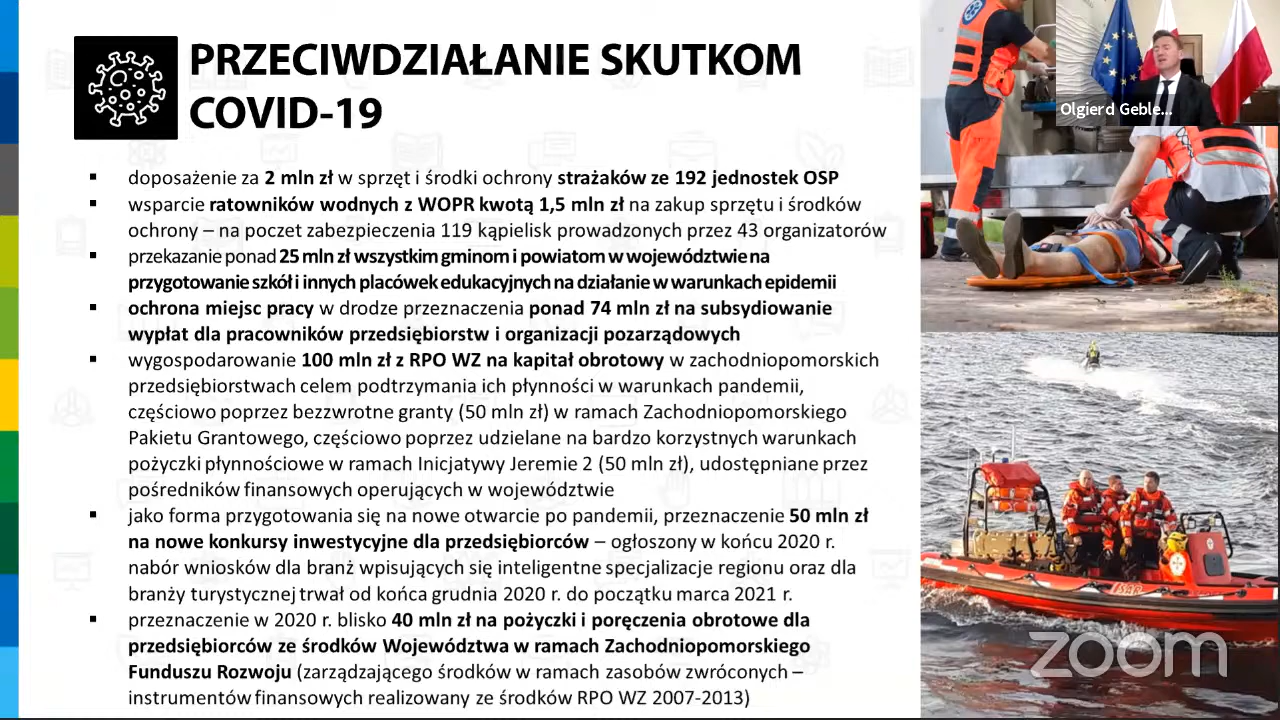 PRZECIWDZIAŁANIE SKUTKOM
COVID-19
Olgierd Geble...
▪ doposażenie za 2 mln zł w sprzęt i środki ochrony strażaków ze 192 jednostek OSP
▪ wsparcie ratowników wodnych z WOPR kwotą 1,5 mln zł na zakup sprzętu i środków
ochrony – na poczet zabezpieczenia 119 kąpielisk prowadzonych przez 43 organizatorów
▪ przekazanie ponad 25 mln zł wszystkim gminom i powiatom w województwie na
przygotowanie szkół i innych placówek edukacyjnych na działanie w warunkach epidemii
▪ ochrona miejsc pracy w drodze przeznaczenia ponad 74 mln zł na subsydiowanie
wypłat dla pracowników przedsiębiorstw i organizacji pozarządowych
▪ wygospodarowanie 100 mln zł z RPO WZ na kapitał obrotowy w zachodniopomorskich
przedsiębiorstwach celem podtrzymania ich płynności w warunkach pandemii,
częściowo poprzez bezzwrotne granty (50 mln zł) w ramach Zachodniopomorskiego
Pakietu Grantowego, częściowo poprzez udzielane na bardzo korzystnych warunkach
pożyczki płynnościowe w ramach Inicjatywy Jeremie 2 (50 mln zł), udostępniane przez
pośredników finansowych operujących w województwie
▪ jako forma przygotowania się na nowe otwarcie po pandemii, przeznaczenie 50 mln zł
na nowe konkursy inwestycyjne dla przedsiębiorców – ogłoszony w końcu 2020 r.
nabór wniosków dla branż wpisujących się inteligentne specjalizacje regionu oraz dla
branży turystycznej trwał od końca grudnia 2020 r. do początku marca 2021 r.
▪ przeznaczenie w 2020 r. blisko 40 mln zł na pożyczki i poręczenia obrotowe dla
przedsiębiorców ze środków Województwa w ramach Zachodniopomorskiego
Funduszu Rozwoju (zarządzającego środków w ramach zasobów zwróconych –
instrumentów finansowych realizowany ze środków RPO WZ 2007-2013)
zoom